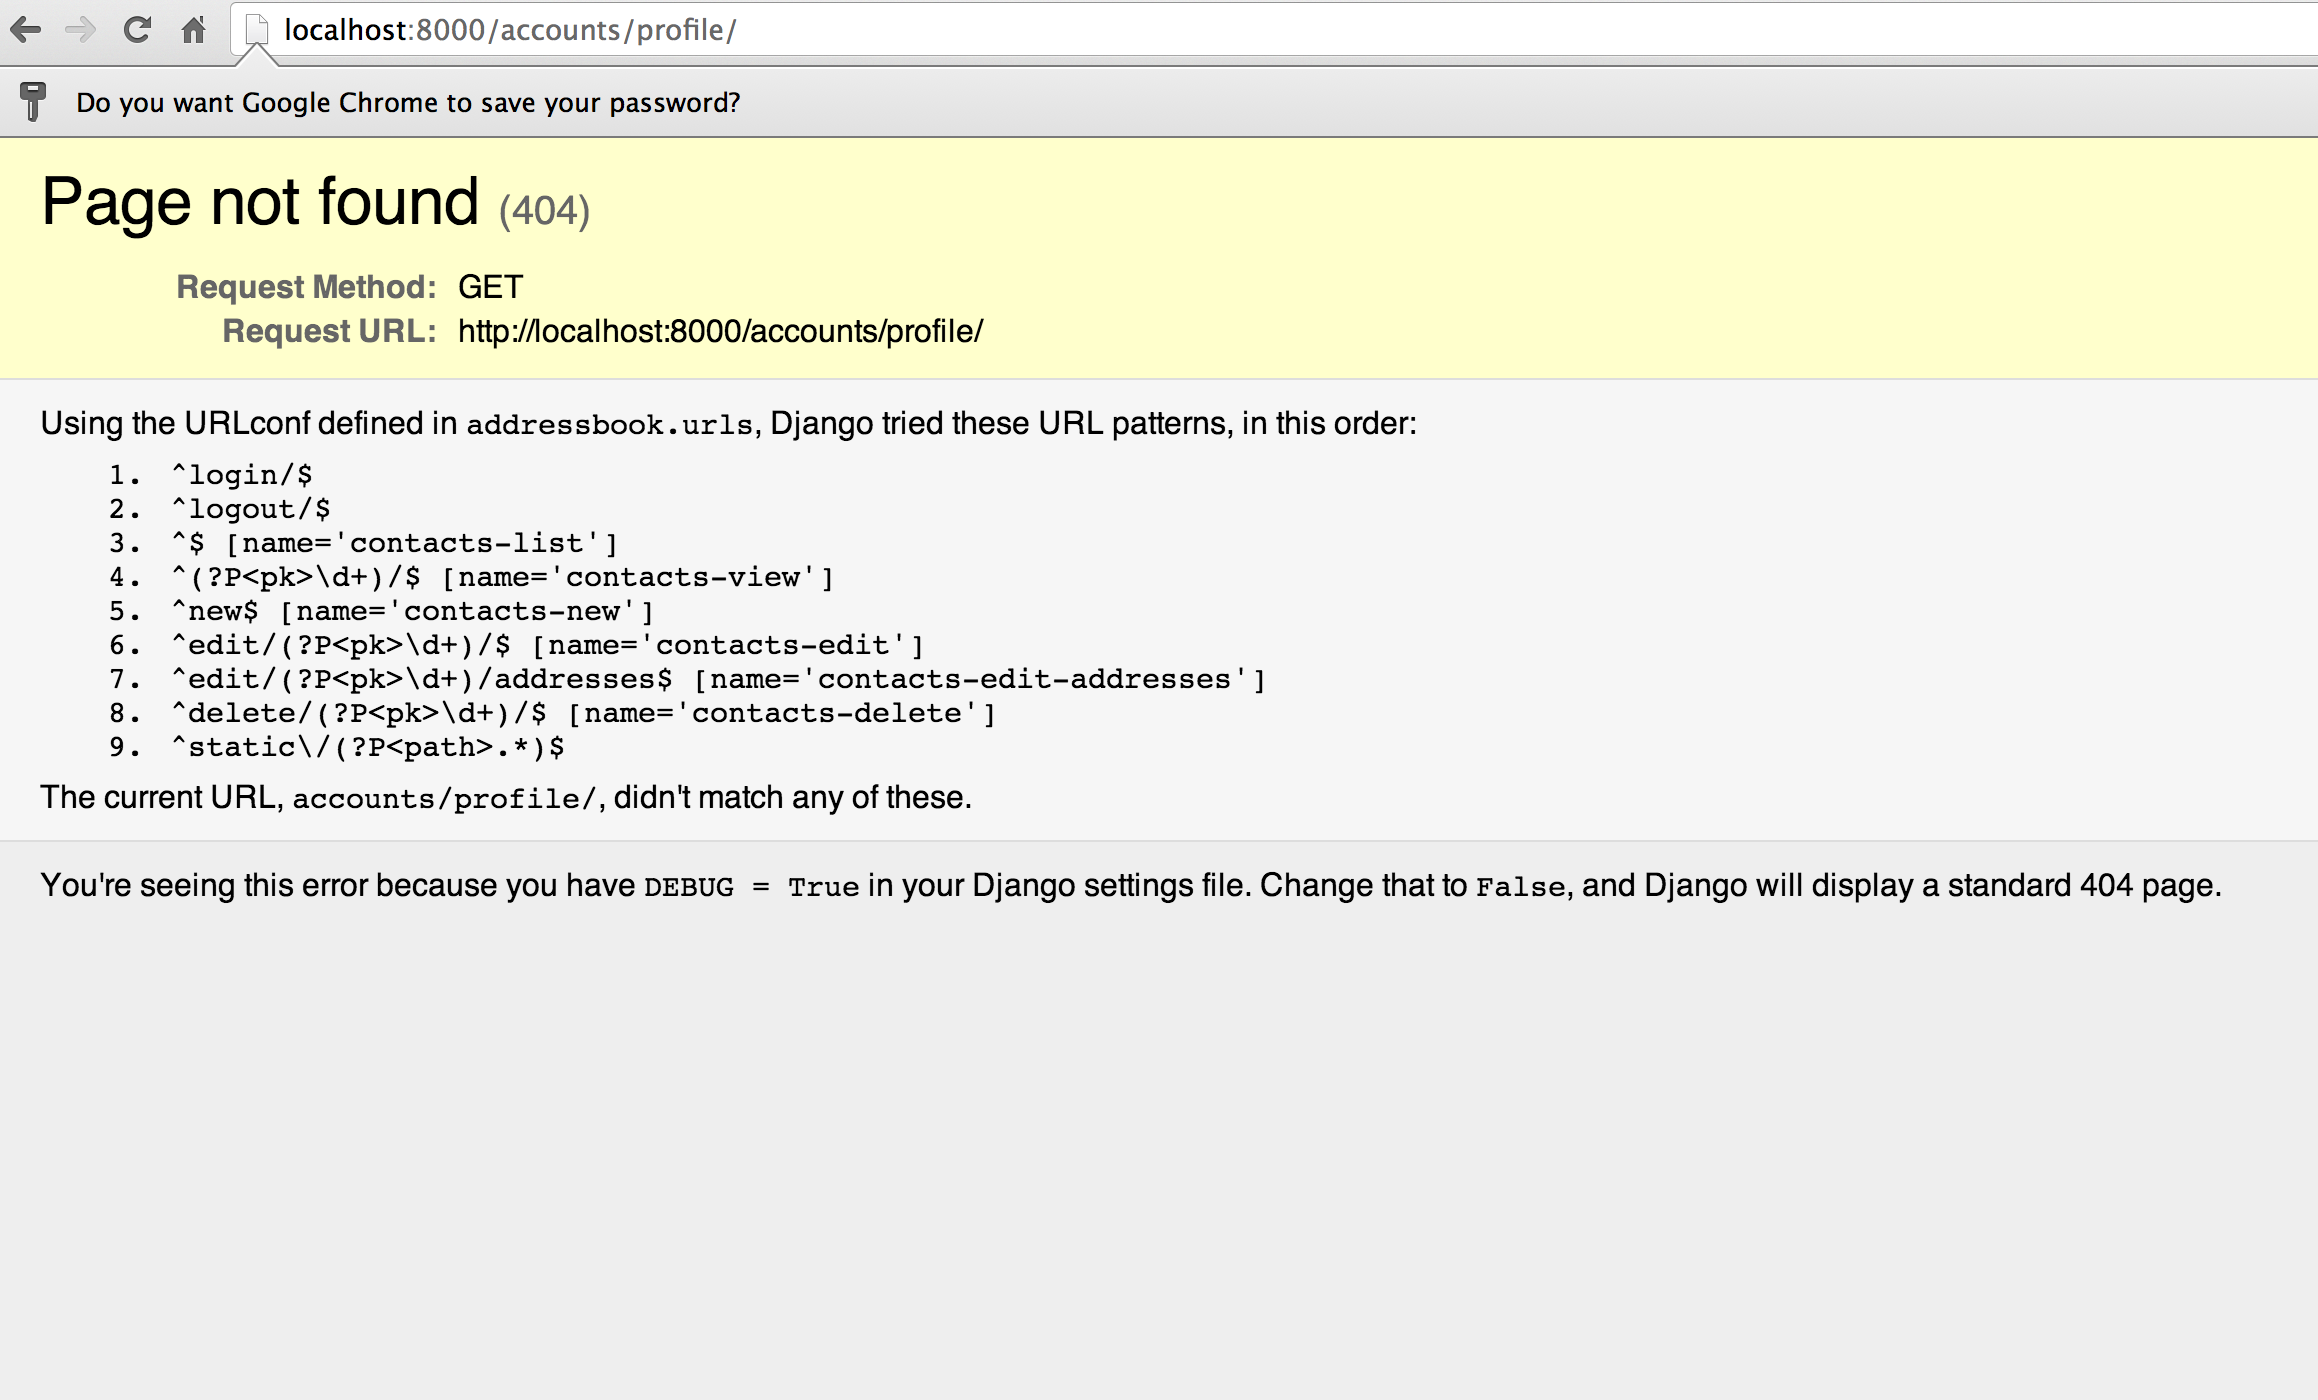 localhost:8000/accounts/profile/
Do you want Google Chrome to save your password?
Page not found (404)
Request Method: GET
Request URL: http://localhost:8000/accounts/profile/
Using the URLconf defined in addressbook.urls, Django tried these URL patterns, in this order:
1. ^login/$
2. ^logout/$
3. ^$ [name='contacts-list']
4. ^(?P<pk>\d+)/$ [name='contacts-view']
5. ^new$ [name='contacts-new']
6. ^edit/(?P<pk>\d+)/$ [name='contacts-edit']
7. ^edit/(?P<pk>\d+)/addresses$ [name='contacts-edit-addresses']
8. ^delete/(?P<pk>\d+)/$ [name='contacts-delete']
9. ^static\/(?P<path>.*)$
The current URL, accounts/profile/, didn't match any of these.
You're seeing this error because you have DEBUG = True in your Django settings file. Change that to False, and Django will display a standard 404 page.